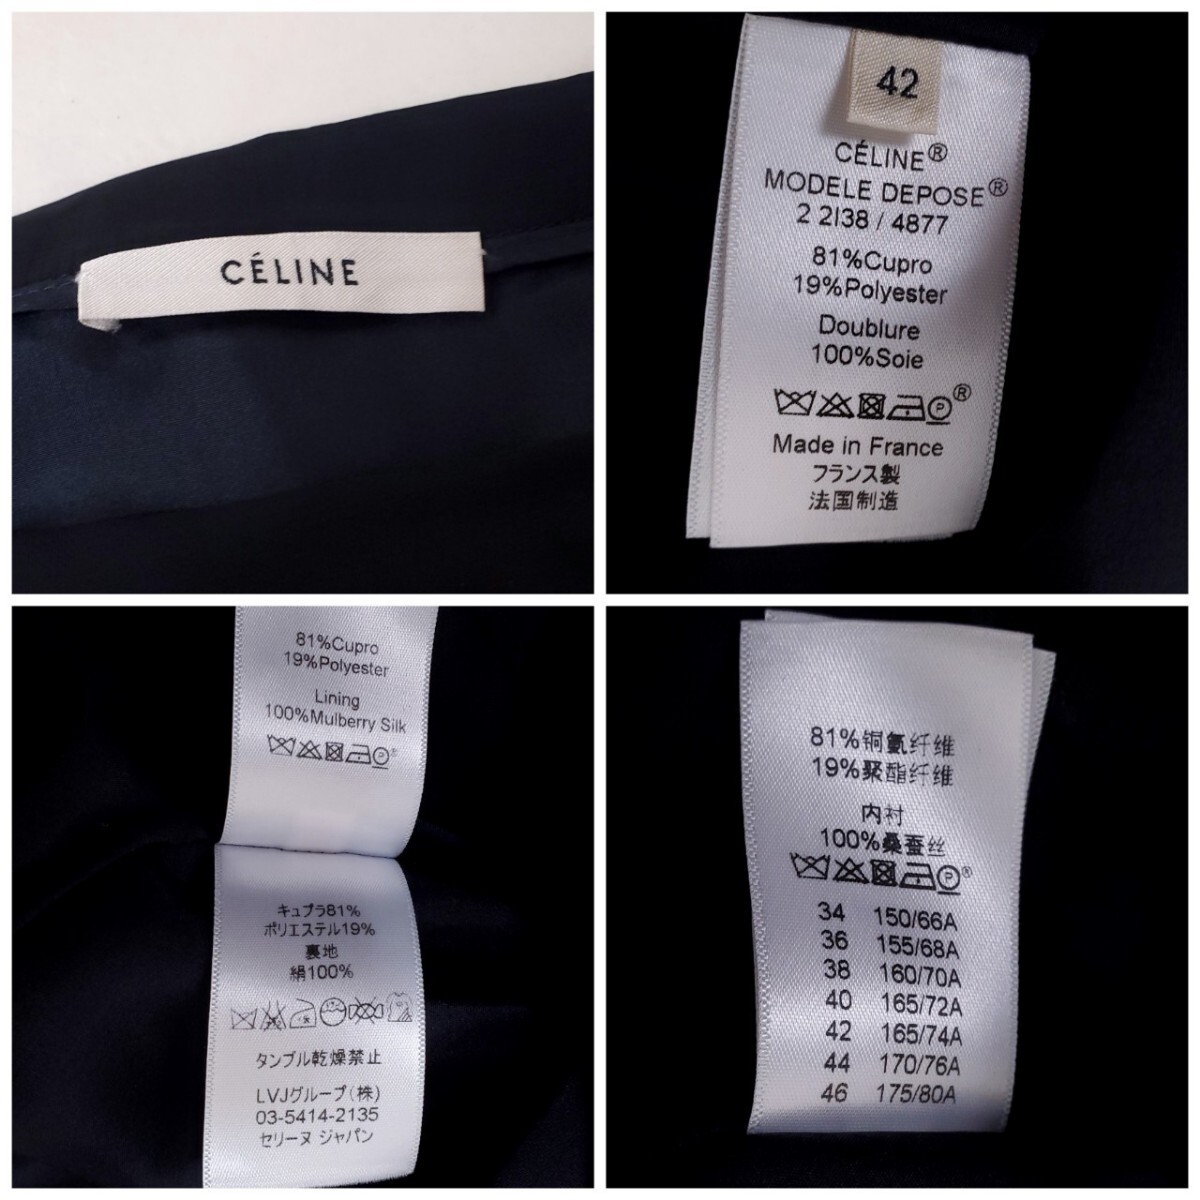 CÉLINE
42
CÉLINE®
MODELE DEPOSE®
2 2I38 / 4877
81%Cupro
19%Polyester
Doublure
100%Soie
P
®
Made in France
フランス製
法国制造
81%Cupro
19%Polyester
Lining
100%Mulberry Silk
P
®
キュプラ81%
ポリエステル19%
裏地
絹100%
タンブル乾燥禁止
LVJグループ(株)
03-5414-2135
セリーヌ ジャパン
81%铜氨纤维
19%聚酯纤维
内衬
100%桑蚕丝
P
®
34 150/66A
36 155/68A
38 160/70A
40 165/72A
42 165/74A
44 170/76A
46 175/80A